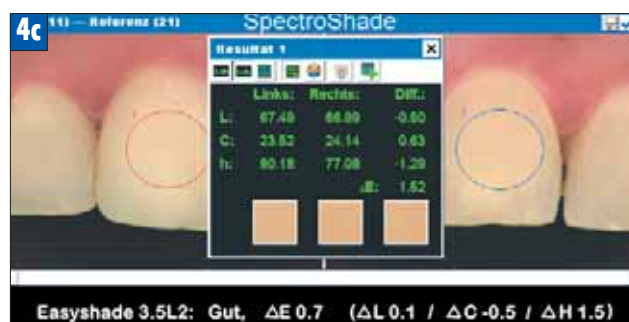 4c
11) — Referenz (21) SpectroShade
Resultat 1
Links: Rechts: Diff.:
L: 67.49 66.99 -0.50
C: 23.52 24.14 0.63
h: 77.08 -1.29
ΔE: 1.52
Easyshade 3.5L2: Gut, ΔE 0.7 (ΔL 0.1 / ΔC -0.5 / ΔH 1.5)